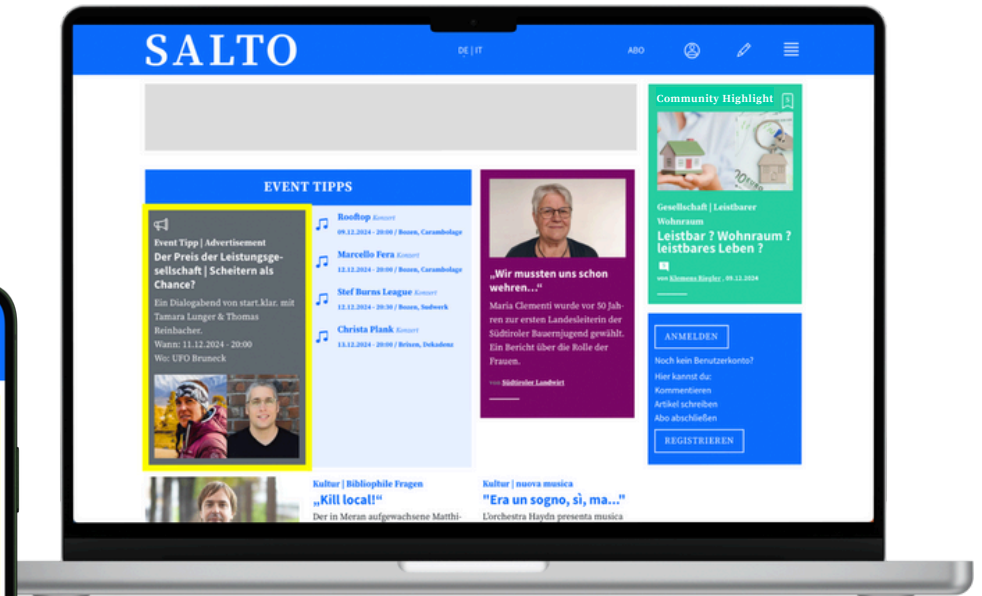 SALTO
DE | IT
ABO
EVENT TIPPS
Event Tipp | Advertisement
Der Preis der Leistungsge-
sellschaft | Scheitern als
Chance?
Ein Dialogabend von start.klar. mit
Tamara Lunger & Thomas
Reinbacher.
Wann: 11.12.2024 - 20:00
Wo: UFO Bruneck
Rooftop Konzert
09.12.2024 - 20:00 / Bozen, Carambolage
Marcello Fera Konzert
12.12.2024 - 20:00 / Bozen, Carambolage
Stef Burns League Konzert
12.12.2024 - 20:30 / Bozen, Sudwerk
Christa Plank Konzert
13.12.2024 - 20:00 / Brixen, Dekadenz
„Wir mussten uns schon
wehren…“
Maria Clementi wurde vor 50 Jah-
ren zur ersten Landesleiterin der
Südtiroler Bauernjugend gewählt.
Ein Bericht über die Rolle der
Frauen.
von Südtiroler Landwirt
Community Highlight
5
Gesellschaft | Leistbarer
Wohnraum
Leistbar ? Wohnraum ?
leistbares Leben ?
von Klemens Riegler , 09.12.2024
ANMELDEN
Noch kein Benutzerkonto?
Hier kannst du:
Kommentieren
Artikel schreiben
Abo abschließen
REGISTRIEREN
Kultur | Bibliophile Fragen
„Kill local!“
Der in Meran aufgewachsene Matthi-
Kultur | nuova musica
"Era un sogno, sì, ma..."
L'orchestra Haydn presenta musica